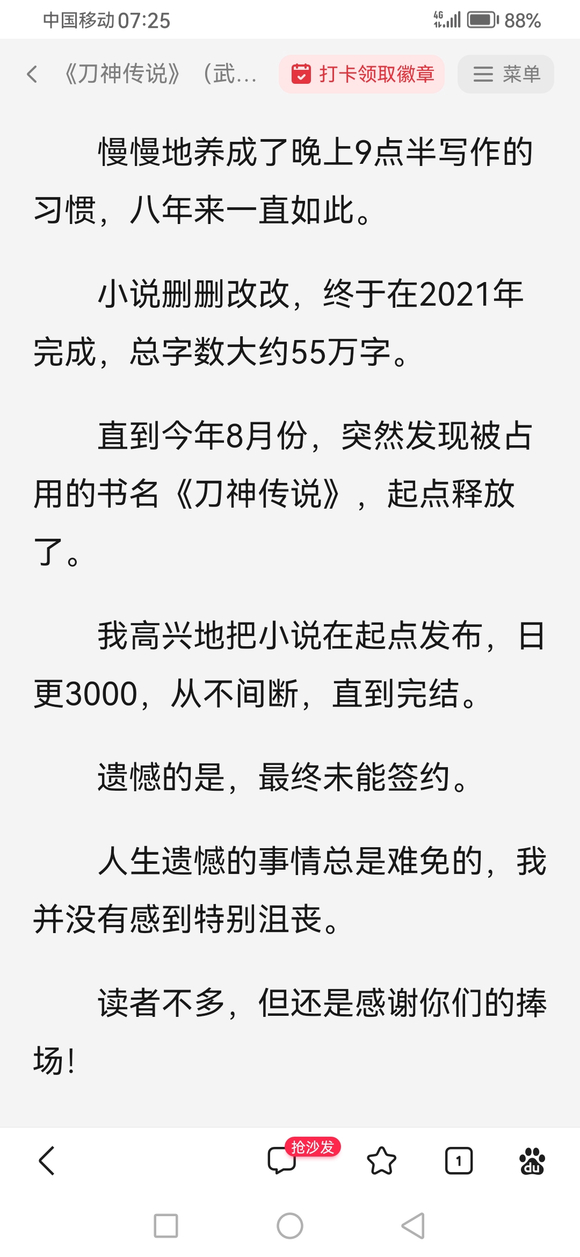 中国移动 07:25
4G 88%
《刀神传说》（武... 打卡领取徽章 菜单
慢慢地养成了晚上9点半写作的
习惯，八年来一直如此。
小说删删改改，终于在2021年
完成，总字数大约55万字。
直到今年8月份，突然发现被占
用的书名《刀神传说》，起点释放
了。
我高兴地把小说在起点发布，日
更3000，从不间断，直到完结。
遗憾的是，最终未能签约。
人生遗憾的事情总是难免的，我
并没有感到特别沮丧。
读者不多，但还是感谢你们的捧
场！
抢沙发
1
du